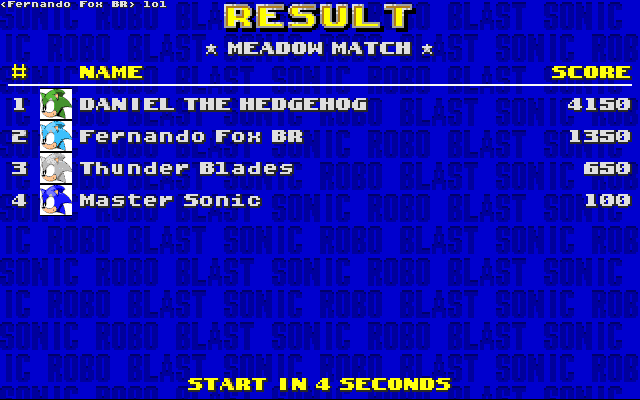 <Fernando Fox BR> lol
RESULT
★ MEADOW MATCH ★
# NAME SCORE
1 DANIEL THE HEDGEHOG 4150
2 Fernando Fox BR 1350
3 Thunder Blades 650
4 Master Sonic 100
START IN 4 SECONDS